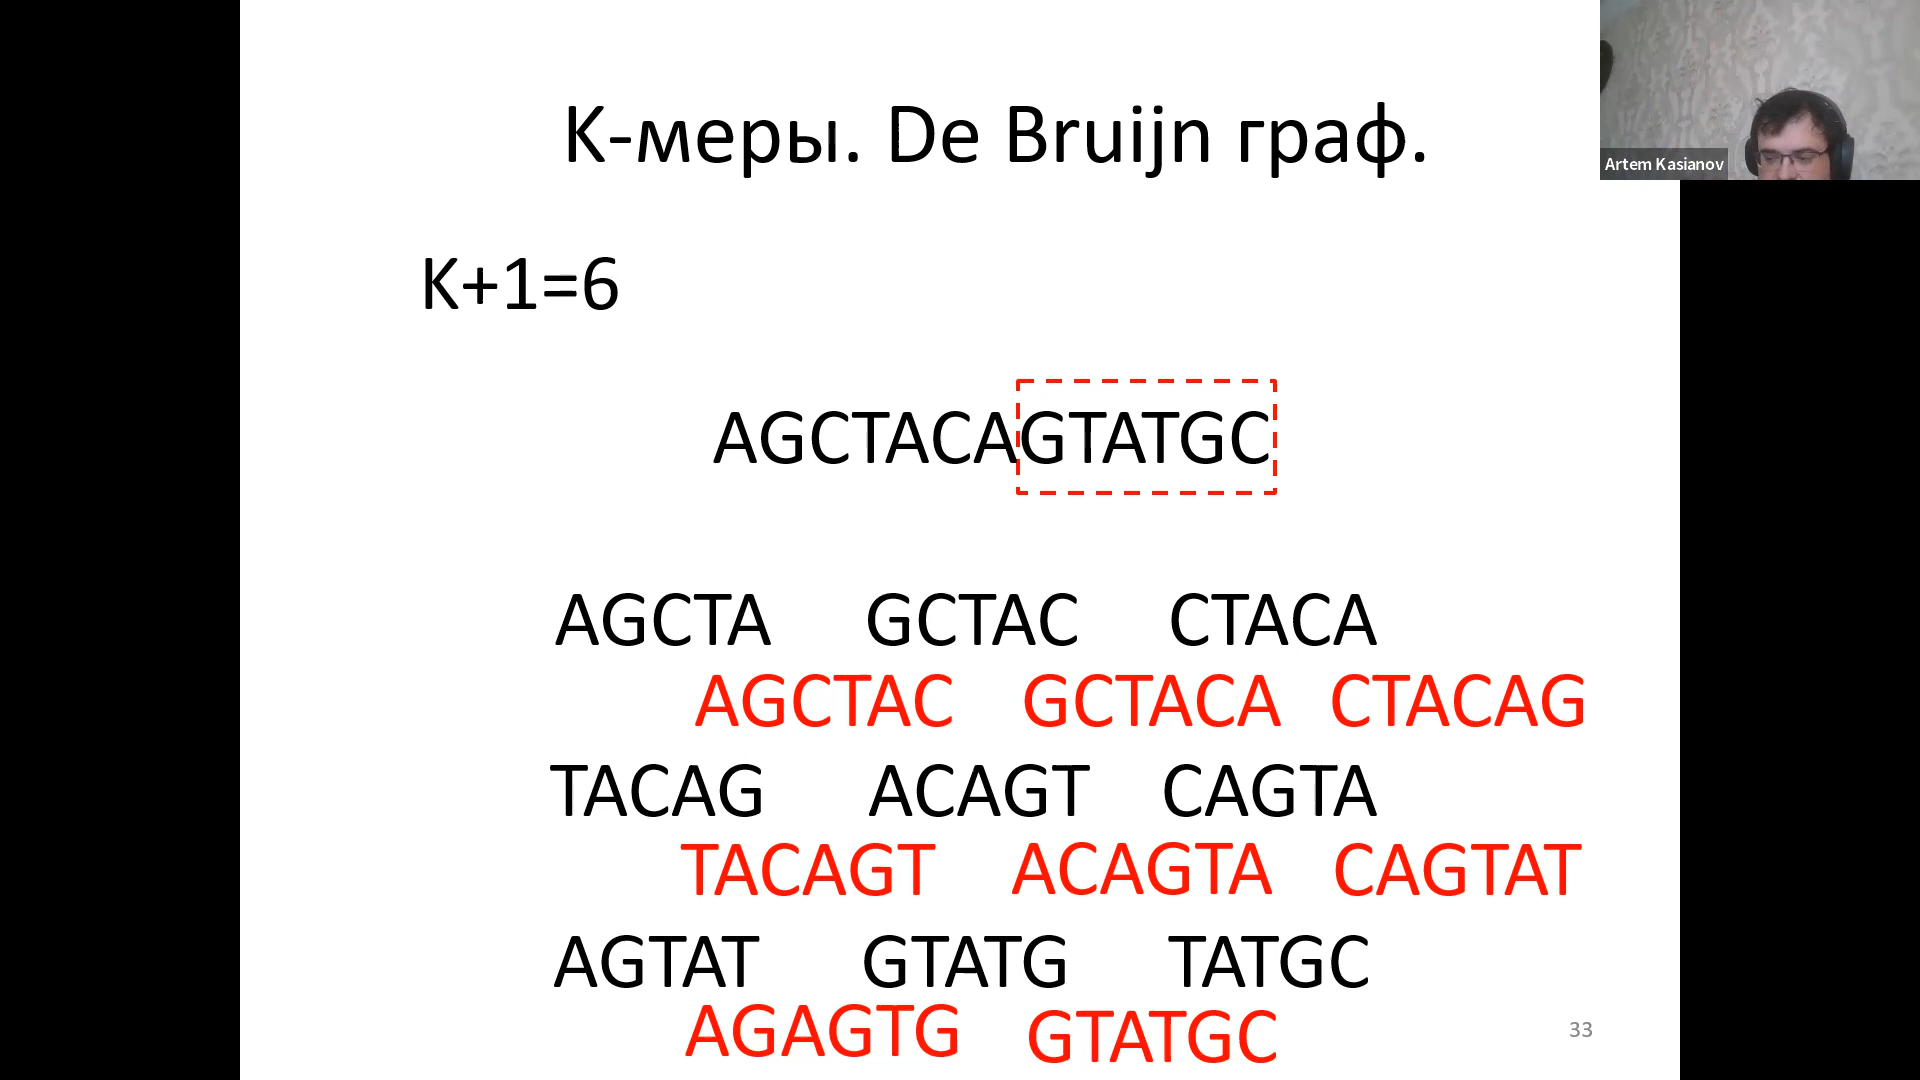 K-меры. De Bruijn граф.
Artem Kasianov
K+1=6
AGCTACAGTATGC
AGCTA GCTAC CTACA
AGCTAC GCTACA CTACAG
TACAG ACAGT CAGTA
TACAGT ACAGTA CAGTAT
AGTAT GTATG TATGC
AGAGTG GTATGC
33